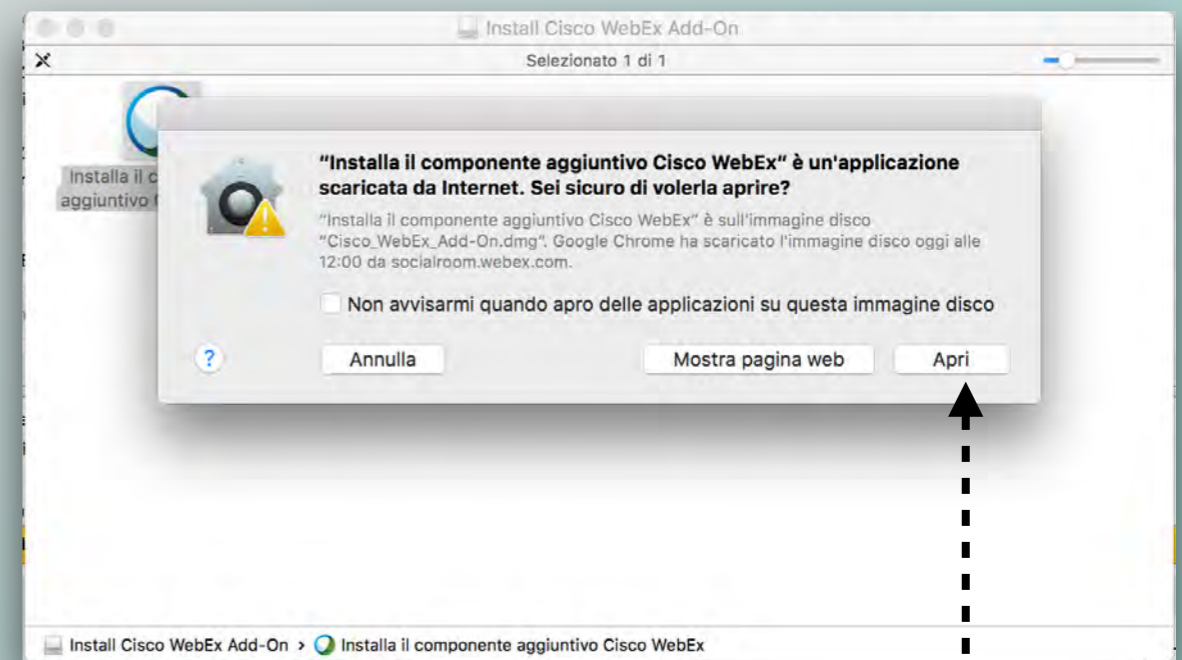 Install Cisco WebEx Add-On
Selezionato 1 di 1
Installa il c
aggiuntivo
"Installa il componente aggiuntivo Cisco WebEx" è un'applicazione
scaricata da Internet. Sei sicuro di volerla aprire?
"Installa il componente aggiuntivo Cisco WebEx" è sull'immagine disco
"Cisco_WebEx_Add-On.dmg". Google Chrome ha scaricato l'immagine disco oggi alle
12:00 da socialroom.webex.com.
Non avvisarmi quando apro delle applicazioni su questa immagine disco
?
Annulla
Mostra pagina web
Apri
Install Cisco WebEx Add-On › Installa il componente aggiuntivo Cisco WebEx